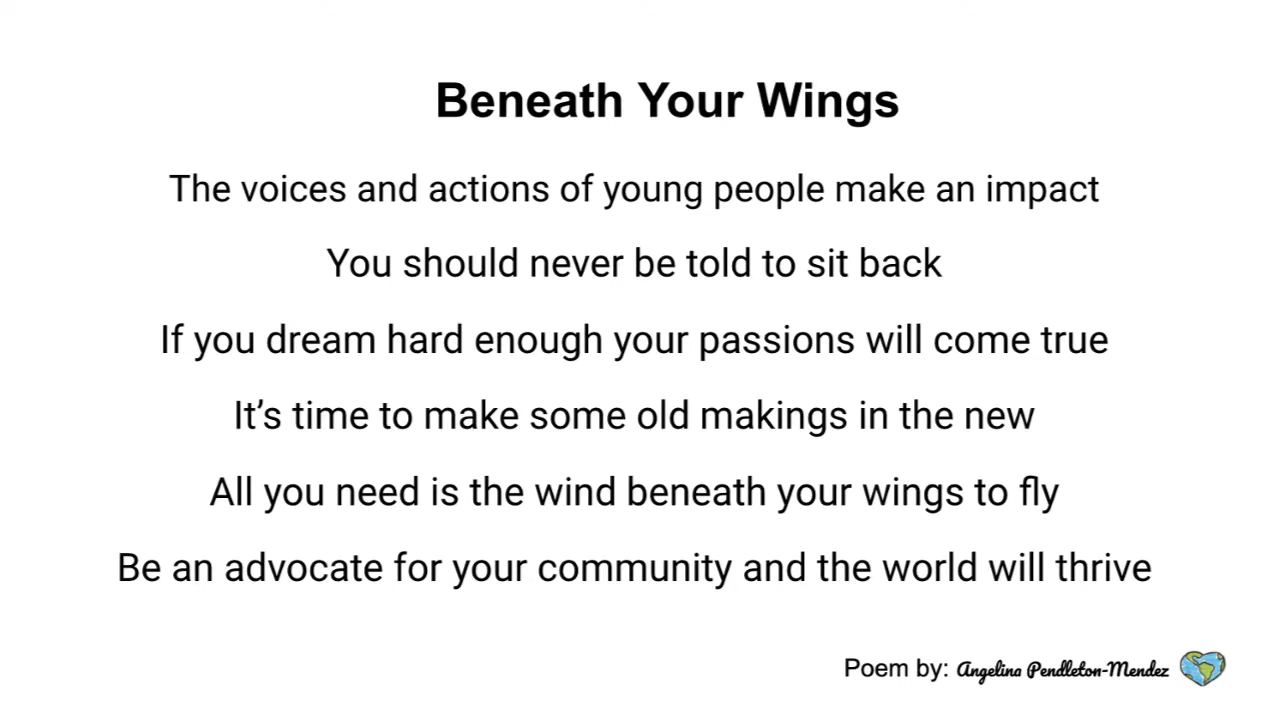 Beneath Your Wings
The voices and actions of young people make an impact
You should never be told to sit back
If you dream hard enough your passions will come true
It’s time to make some old makings in the new
All you need is the wind beneath your wings to fly
Be an advocate for your community and the world will thrive
Poem by: Angelina Pendleton-Mendez